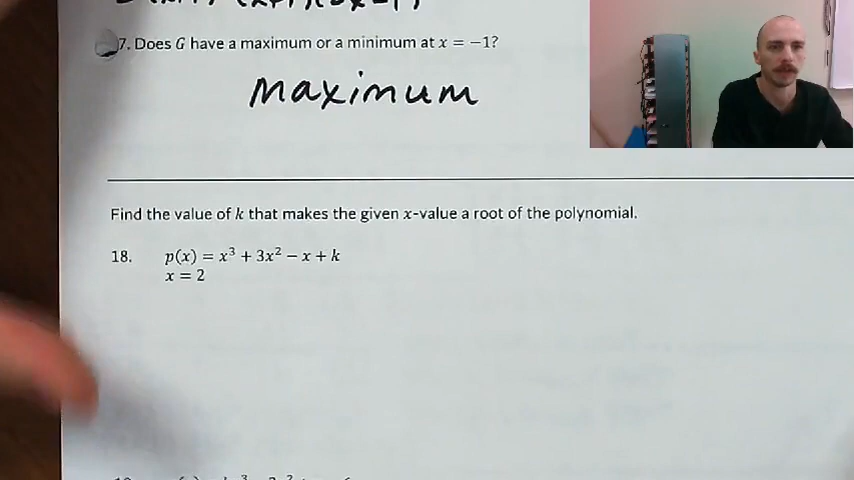 7. Does G have a maximum or a minimum at x = −1?
maximum
Find the value of k that makes the given x-value a root of the polynomial.
18. p(x) = x³ + 3x² − x + k
x = 2